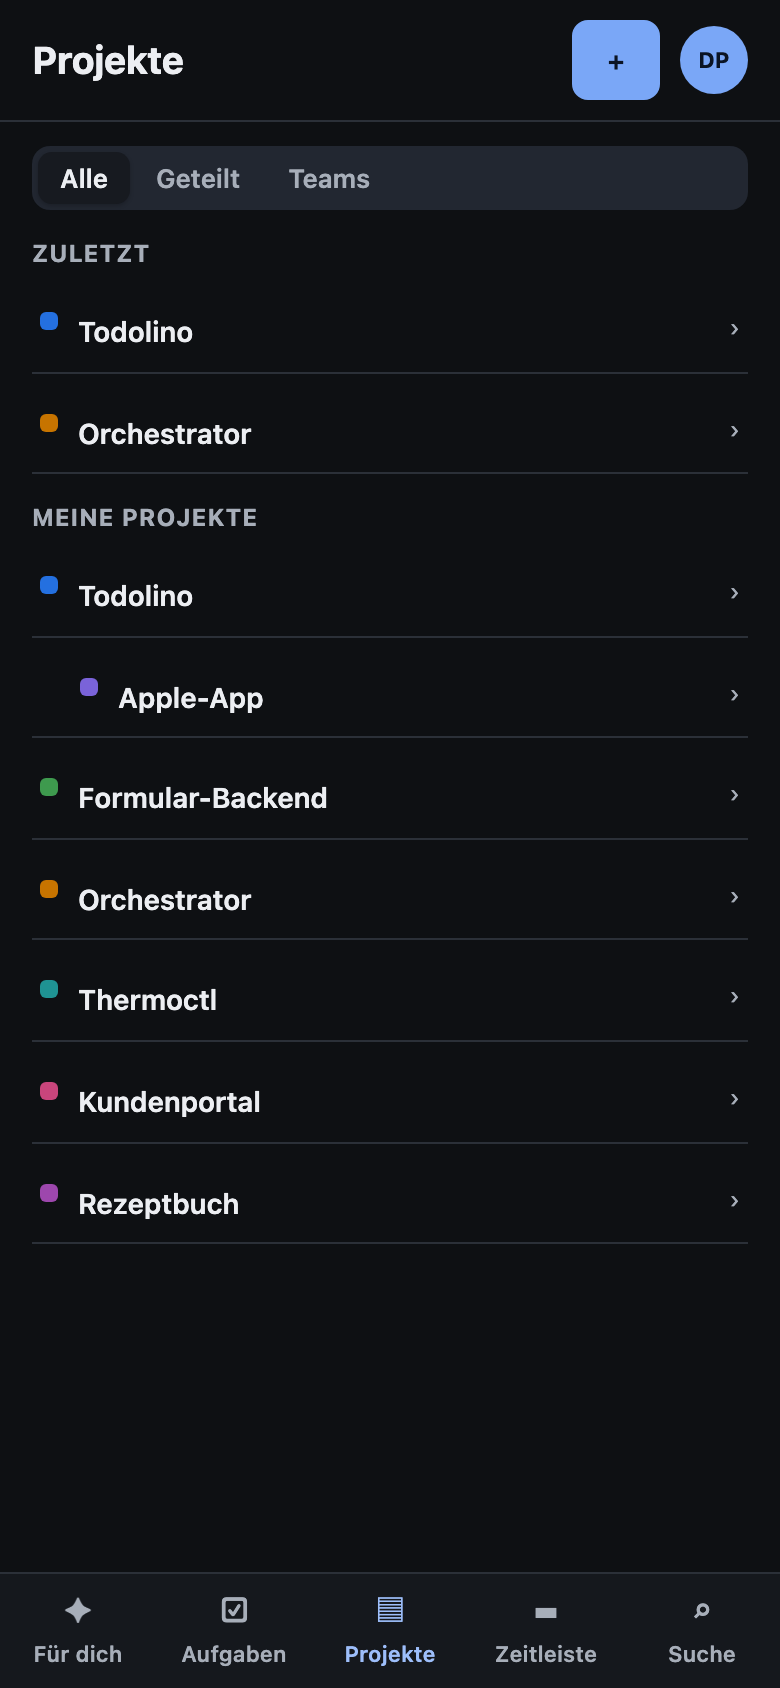 Projekte
+
DP
Alle
Geteilt
Teams
ZULETZT
Todolino
Orchestrator
MEINE PROJEKTE
Todolino
Apple-App
Formular-Backend
Orchestrator
Thermoctl
Kundenportal
Rezeptbuch
Für dich
Aufgaben
Projekte
Zeitleiste
Suche